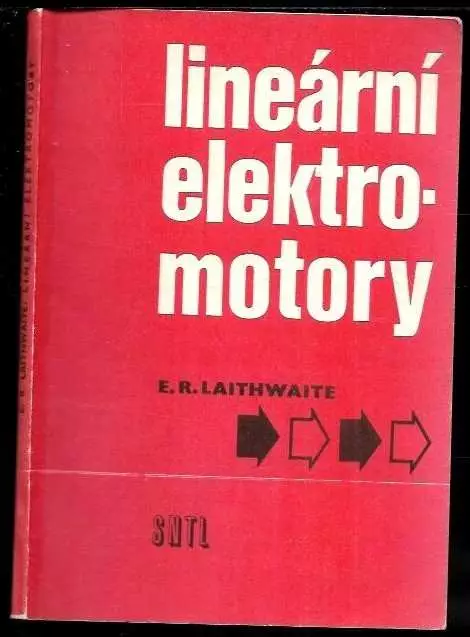 lineární
elektro-
motory
E. R. LAITHWAITE
SNTL
E. R. LAITHWAITE: LINEÁRNÍ ELEKTROMOTORY